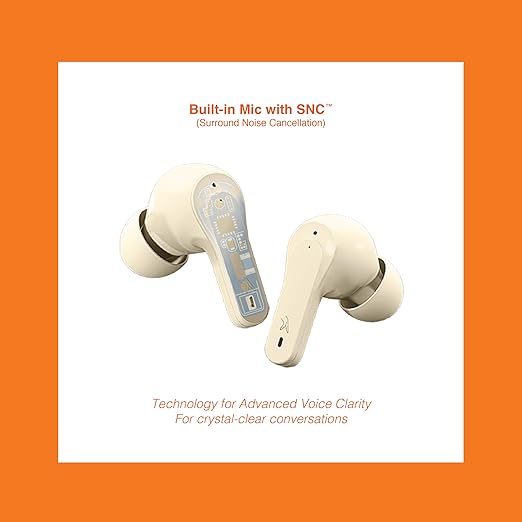 Built-in Mic with SNC™
(Surround Noise Cancellation)
Technology for Advanced Voice Clarity
For crystal-clear conversations